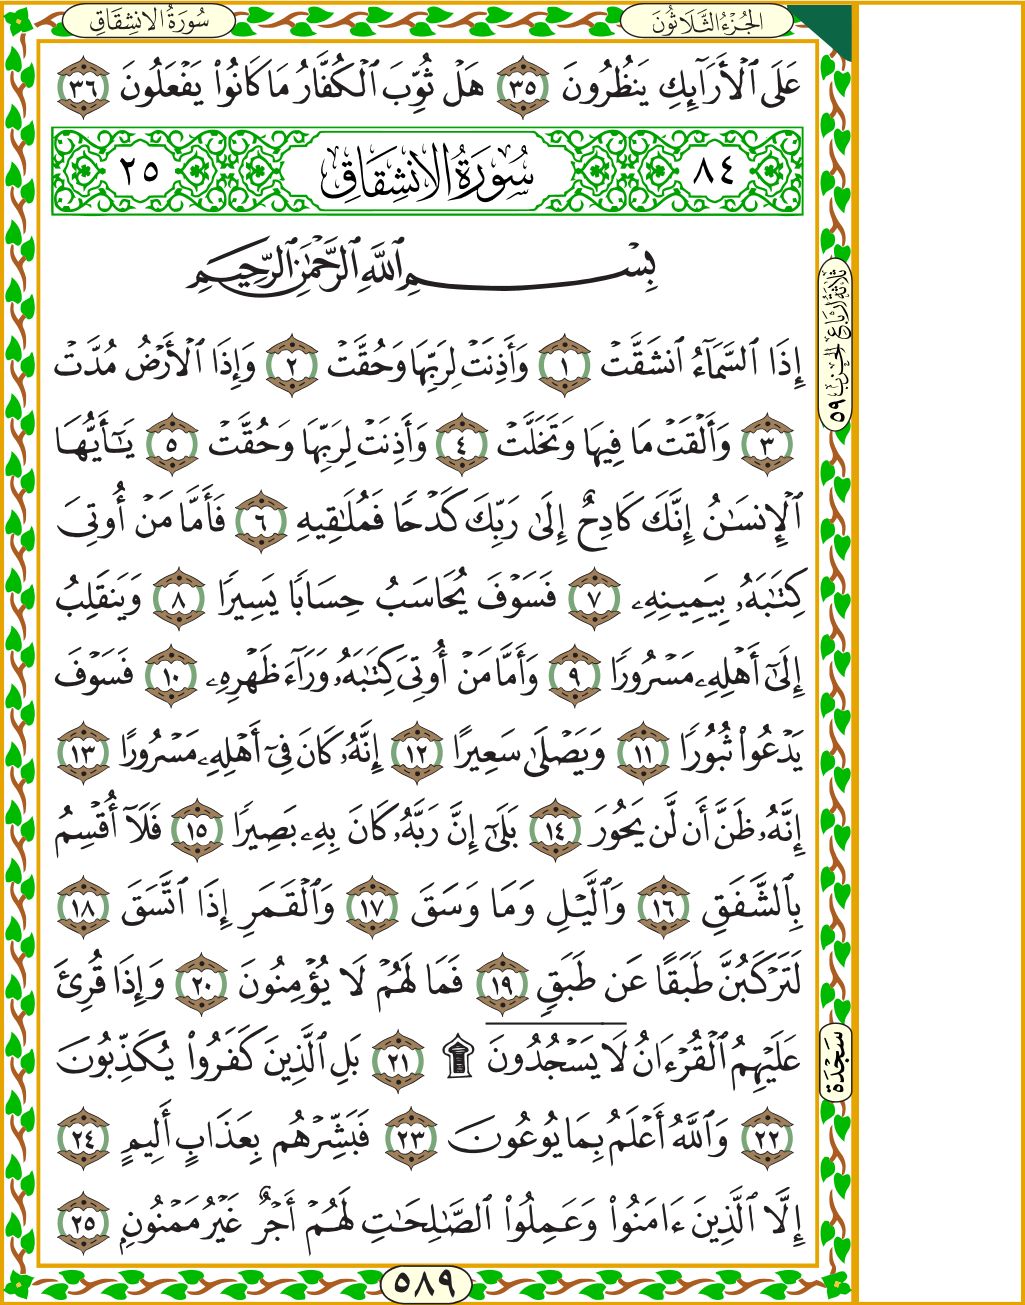 سُورَةُ الانشِقَاقِ
الجُزْءُ الثَّلَاثُونَ
عَلَى ٱلْأَرَآئِكِ يَنظُرُونَ ٣٥ هَلْ ثُوِّبَ ٱلْكُفَّارُ مَا كَانُوا۟ يَفْعَلُونَ ٣٦
٨٤ سُورَةُ الانشِقَاقِ ٢٥
بِسْمِ ٱللَّهِ ٱلرَّحْمَٰنِ ٱلرَّحِيمِ
إِذَا ٱلسَّمَآءُ ٱنشَقَّتْ ١ وَأَذِنَتْ لِرَبِّهَا وَحُقَّتْ ٢ وَإِذَا ٱلْأَرْضُ مُدَّتْ
٣ وَأَلْقَتْ مَا فِيهَا وَتَخَلَّتْ ٤ وَأَذِنَتْ لِرَبِّهَا وَحُقَّتْ ٥ يَـٰٓأَيُّهَا
ٱلْإِنسَـٰنُ إِنَّكَ كَادِحٌ إِلَىٰ رَبِّكَ كَدْحًا فَمُلَـٰقِيهِ ٦ فَأَمَّا مَنْ أُوتِىَ
كِتَـٰبَهُۥ بِيَمِينِهِۦ ٧ فَسَوْفَ يُحَاسَبُ حِسَابًا يَسِيرًا ٨ وَيَنقَلِبُ
إِلَىٰٓ أَهْلِهِۦ مَسْرُورًا ٩ وَأَمَّا مَنْ أُوتِىَ كِتَـٰبَهُۥ وَرَآءَ ظَهْرِهِۦ ١٠ فَسَوْفَ
يَدْعُوا۟ ثُبُورًا ١١ وَيَصْلَىٰ سَعِيرًا ١٢ إِنَّهُۥ كَانَ فِىٓ أَهْلِهِۦ مَسْرُورًا ١٣
إِنَّهُۥ ظَنَّ أَن لَّن يَحُورَ ١٤ بَلَىٰٓ إِنَّ رَبَّهُۥ كَانَ بِهِۦ بَصِيرًا ١٥ فَلَآ أُقْسِمُ
بِٱلشَّفَقِ ١٦ وَٱلَّيْلِ وَمَا وَسَقَ ١٧ وَٱلْقَمَرِ إِذَا ٱتَّسَقَ ١٨
لَتَرْكَبُنَّ طَبَقًا عَن طَبَقٍ ١٩ فَمَا لَهُمْ لَا يُؤْمِنُونَ ٢٠ وَإِذَا قُرِئَ
عَلَيْهِمُ ٱلْقُرْءَانُ لَا يَسْجُدُونَ ۩ ٢١ بَلِ ٱلَّذِينَ كَفَرُوا۟ يُكَذِّبُونَ
٢٢ وَٱللَّهُ أَعْلَمُ بِمَا يُوعُونَ ٢٣ فَبَشِّرْهُم بِعَذَابٍ أَلِيمٍ ٢٤
إِلَّا ٱلَّذِينَ ءَامَنُوا۟ وَعَمِلُوا۟ ٱلصَّـٰلِحَـٰتِ لَهُمْ أَجْرٌ غَيْرُ مَمْنُونٍۭ ٢٥
ثَلَاثَةُ أَرْبَاعِ الحِزْبِ ٥٩
سَجْدَة
٥٨٩